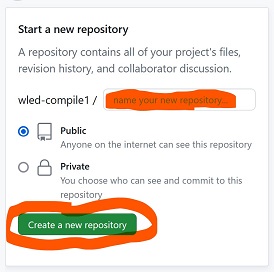 Start a new repository
A repository contains all of your project's files,
revision history, and collaborator discussion.
wled-compile1 / name your new repository...
Public
Anyone on the internet can see this repository
Private
You choose who can see and commit to this
repository
Create a new repository